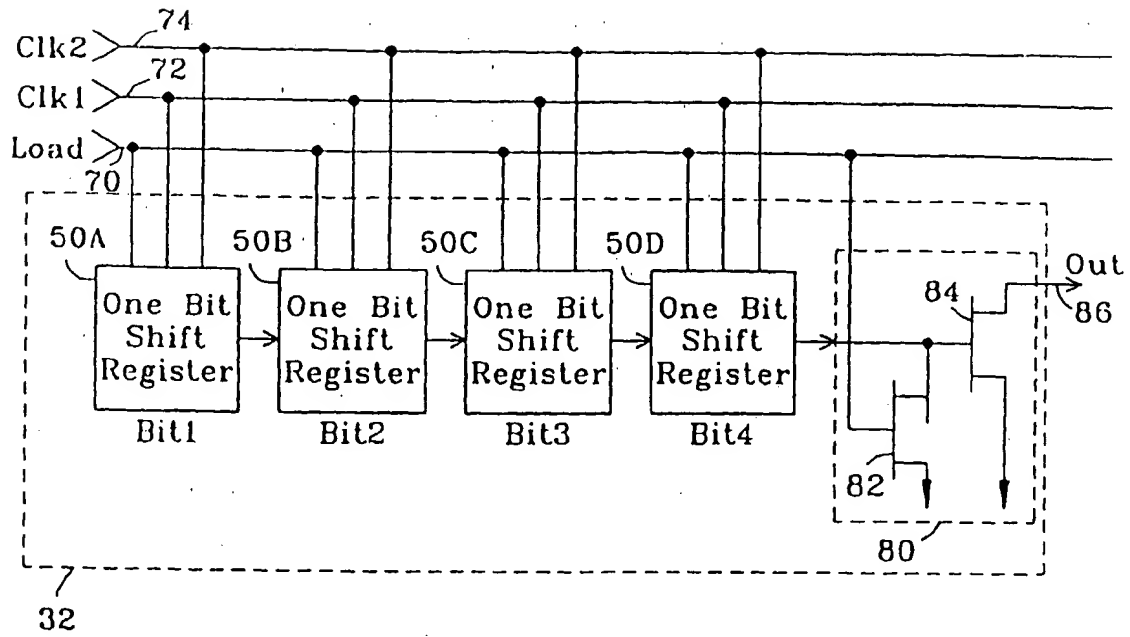 Clk2
74
Clk1
72
Load
70
50A
50B
50C
50D
One Bit
Shift
Register
One Bit
Shift
Register
One Bit
Shift
Register
One Bit
Shift
Register
Bit1
Bit2
Bit3
Bit4
84
Out
86
82
80
32